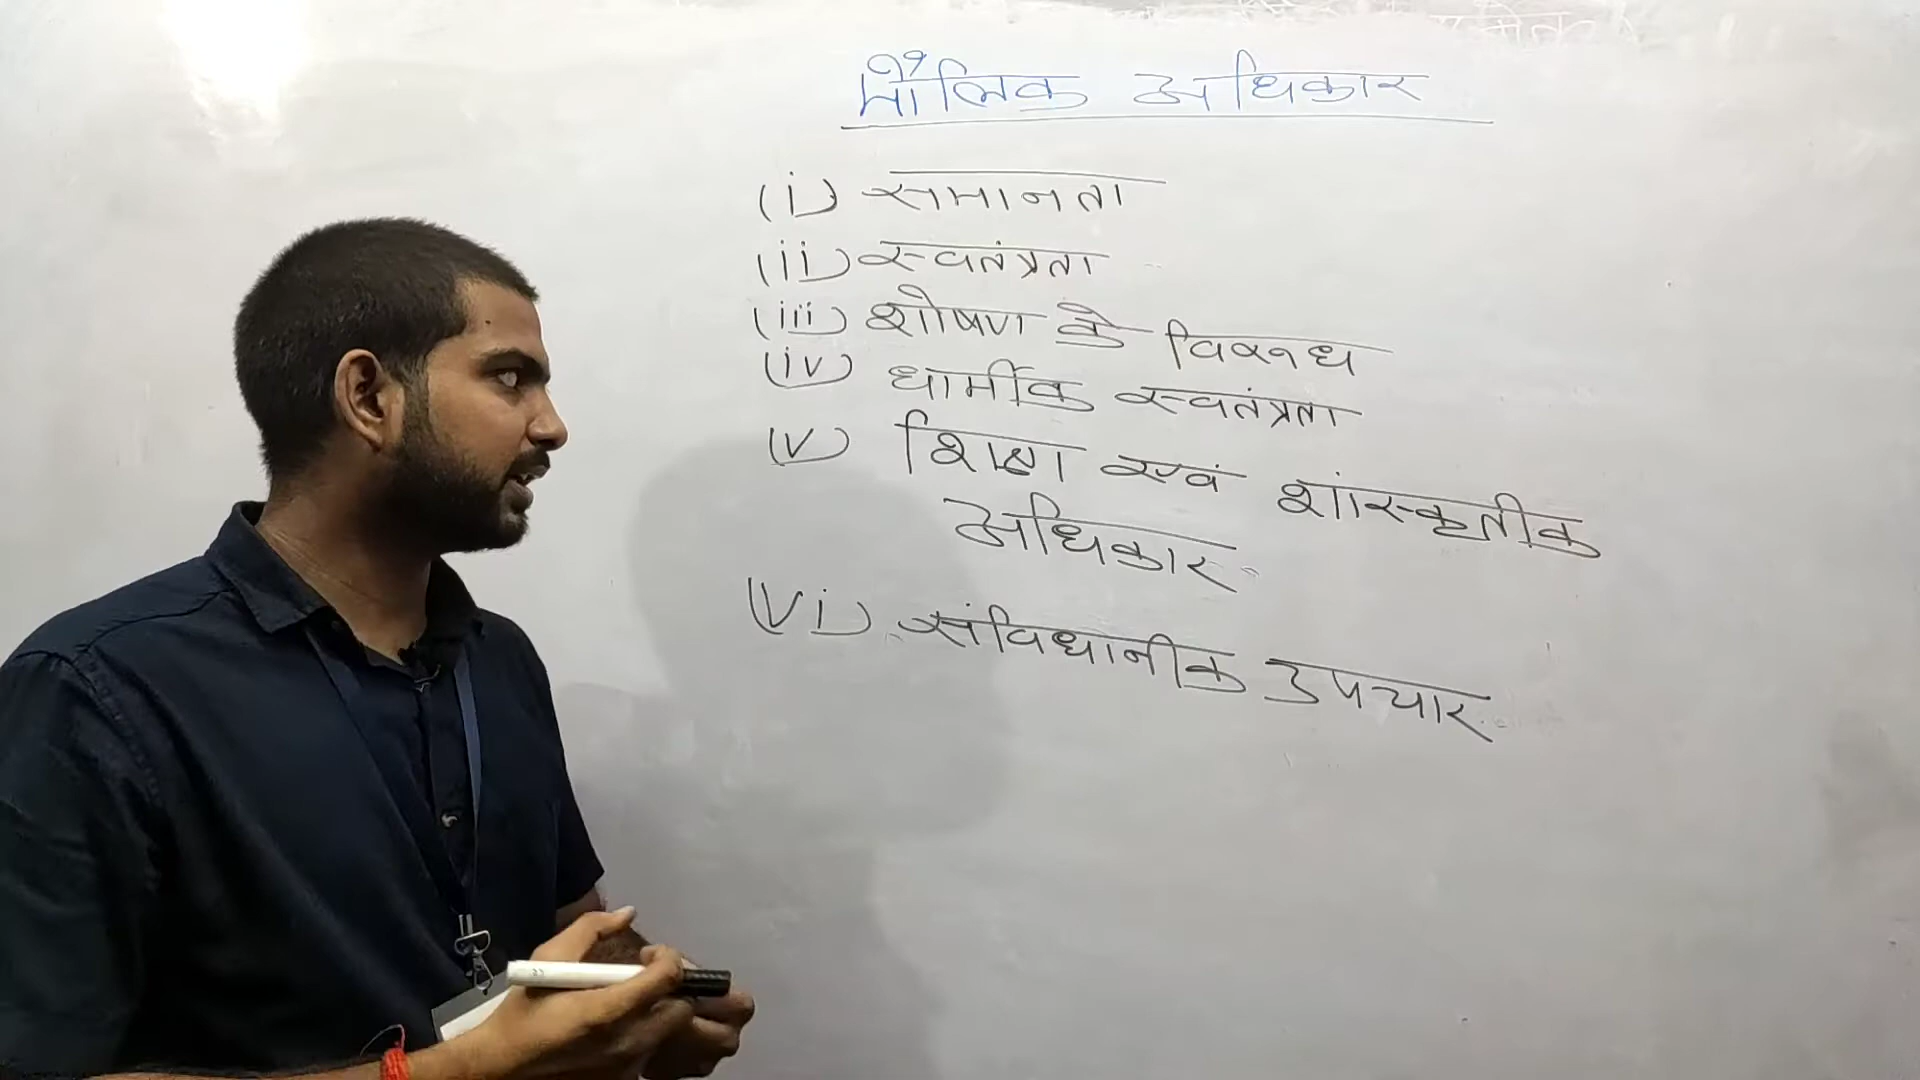 मौलिक अधिकार
(i) समानता
(ii) स्वतंत्रता
(iii) शोषण के विरुध
(iv) धार्मीक स्वतंत्रता
(v) शिक्षा एवं शांस्कृतीक
अधिकार
(vi) संविधानीक उपचार